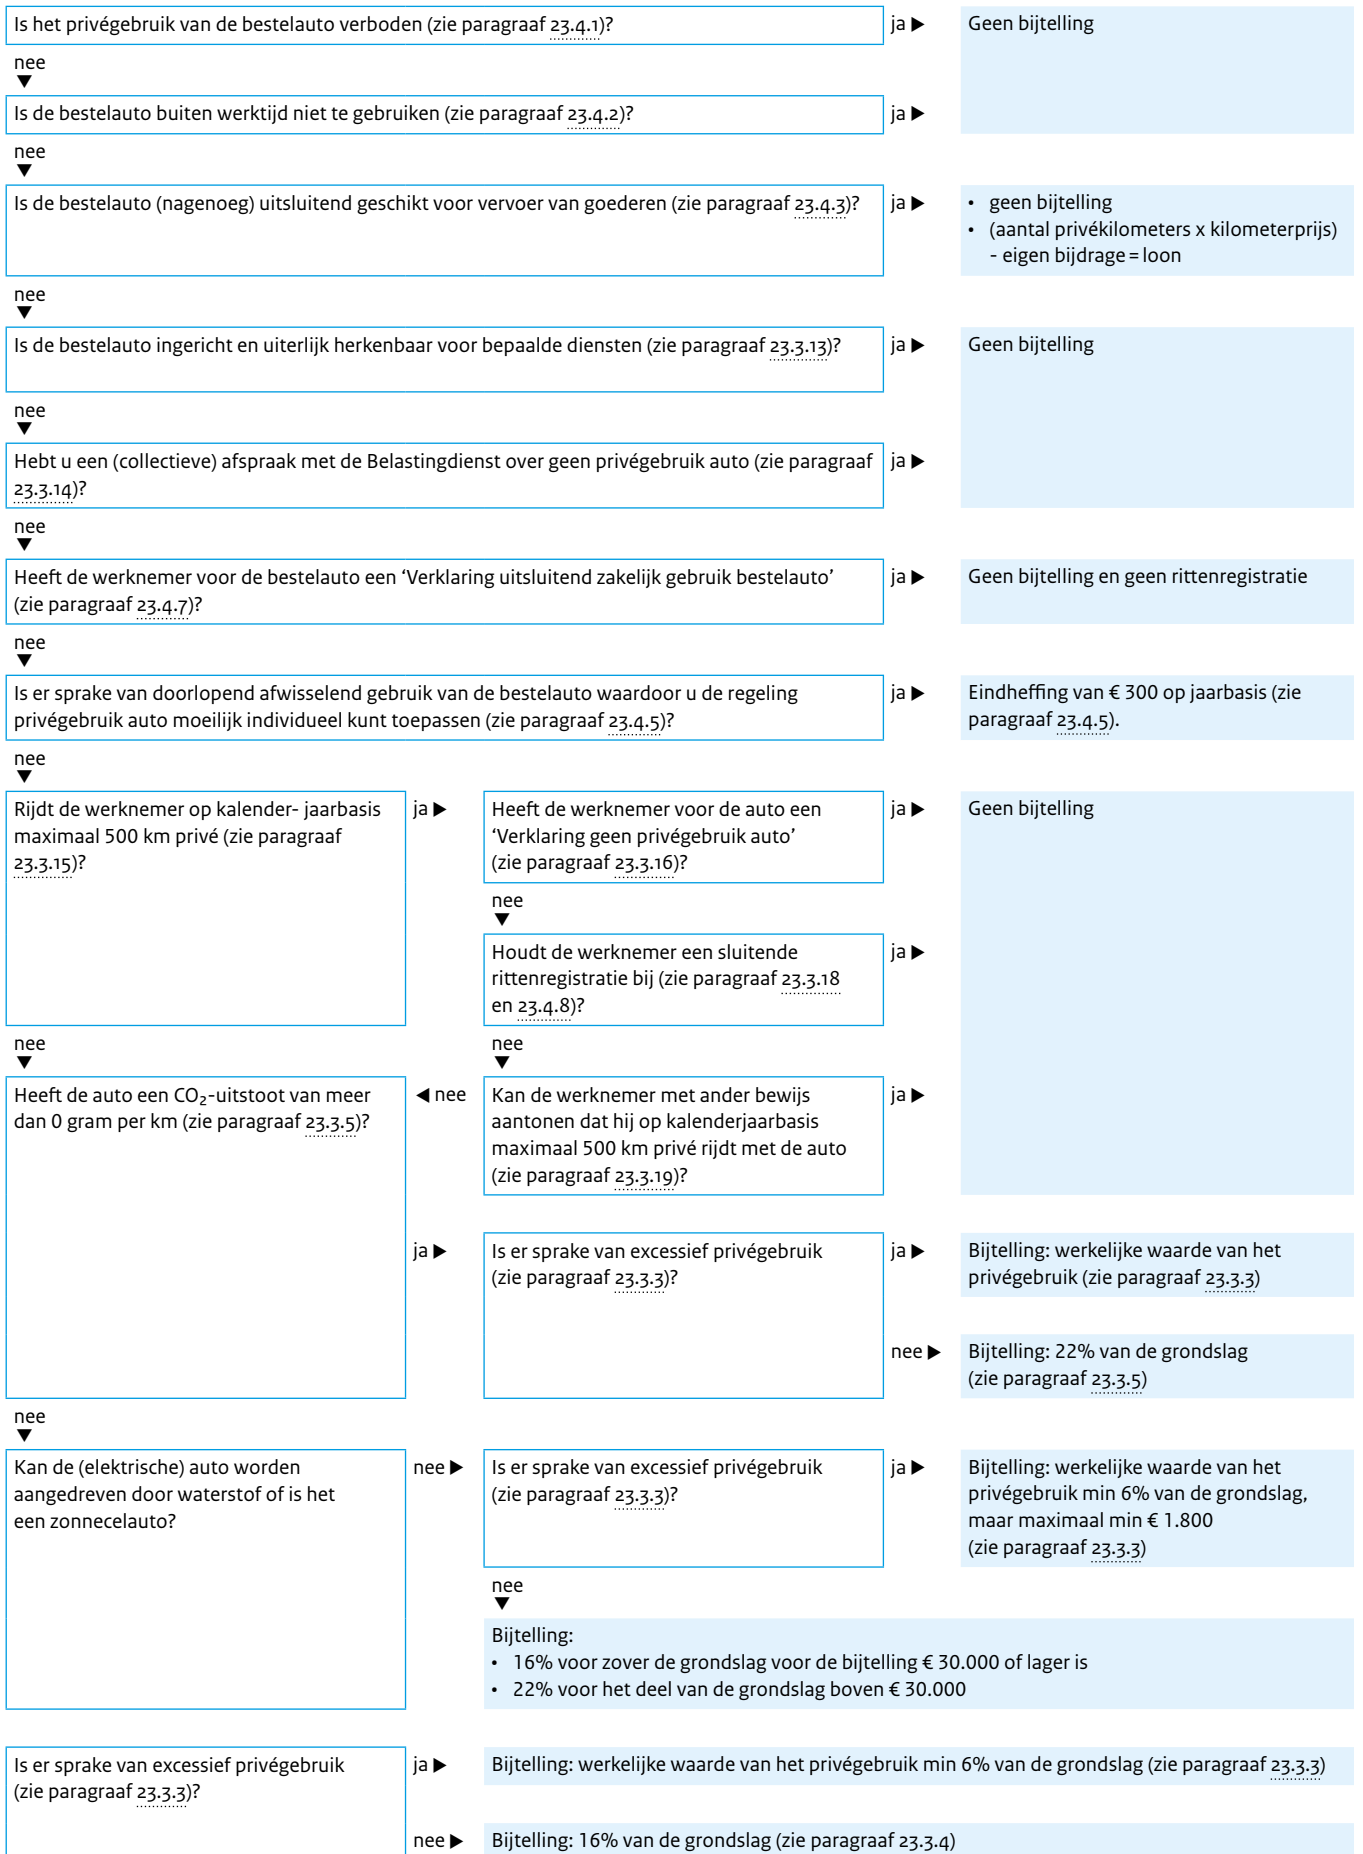 Is het privégebruik van de bestelauto verboden (zie paragraaf 23.4.1)?
ja ▶
Geen bijtelling
nee
▼
Is de bestelauto buiten werktijd niet te gebruiken (zie paragraaf 23.4.2)?
ja ▶
nee
▼
Is de bestelauto (nagenoeg) uitsluitend geschikt voor vervoer van goederen (zie paragraaf 23.4.3)?
ja ▶
• geen bijtelling
• (aantal privékilometers x kilometerprijs)
- eigen bijdrage = loon
nee
▼
Is de bestelauto ingericht en uiterlijk herkenbaar voor bepaalde diensten (zie paragraaf 23.3.13)?
ja ▶
Geen bijtelling
nee
▼
Hebt u een (collectieve) afspraak met de Belastingdienst over geen privégebruik auto (zie paragraaf
23.3.14)?
ja ▶
nee
▼
Heeft de werknemer voor de bestelauto een ‘Verklaring uitsluitend zakelijk gebruik bestelauto’
(zie paragraaf 23.4.7)?
ja ▶
Geen bijtelling en geen rittenregistratie
nee
▼
Is er sprake van doorlopend afwisselend gebruik van de bestelauto waardoor u de regeling
privégebruik auto moeilijk individueel kunt toepassen (zie paragraaf 23.4.5)?
ja ▶
Eindheffing van € 300 op jaarbasis (zie
paragraaf 23.4.5).
nee
▼
Rijdt de werknemer op kalender- jaarbasis
maximaal 500 km privé (zie paragraaf
23.3.15)?
ja ▶
Heeft de werknemer voor de auto een
‘Verklaring geen privégebruik auto’
(zie paragraaf 23.3.16)?
ja ▶
Geen bijtelling
nee
▼
Houdt de werknemer een sluitende
rittenregistratie bij (zie paragraaf 23.3.18
en 23.4.8)?
ja ▶
nee
▼
nee
▼
Heeft de auto een CO₂-uitstoot van meer
dan 0 gram per km (zie paragraaf 23.3.5)?
◀ nee
Kan de werknemer met ander bewijs
aantonen dat hij op kalenderjaarbasis
maximaal 500 km privé rijdt met de auto
(zie paragraaf 23.3.19)?
ja ▶
ja ▶
Is er sprake van excessief privégebruik
(zie paragraaf 23.3.3)?
ja ▶
Bijtelling: werkelijke waarde van het
privégebruik (zie paragraaf 23.3.3)
nee ▶
Bijtelling: 22% van de grondslag
(zie paragraaf 23.3.5)
nee
▼
Kan de (elektrische) auto worden
aangedreven door waterstof of is het
een zonnecelauto?
nee ▶
Is er sprake van excessief privégebruik
(zie paragraaf 23.3.3)?
ja ▶
Bijtelling: werkelijke waarde van het
privégebruik min 6% van de grondslag,
maar maximaal min € 1.800
(zie paragraaf 23.3.3)
nee
▼
Bijtelling:
• 16% voor zover de grondslag voor de bijtelling € 30.000 of lager is
• 22% voor het deel van de grondslag boven € 30.000
Is er sprake van excessief privégebruik
(zie paragraaf 23.3.3)?
ja ▶
Bijtelling: werkelijke waarde van het privégebruik min 6% van de grondslag (zie paragraaf 23.3.3)
nee ▶
Bijtelling: 16% van de grondslag (zie paragraaf 23.3.4)